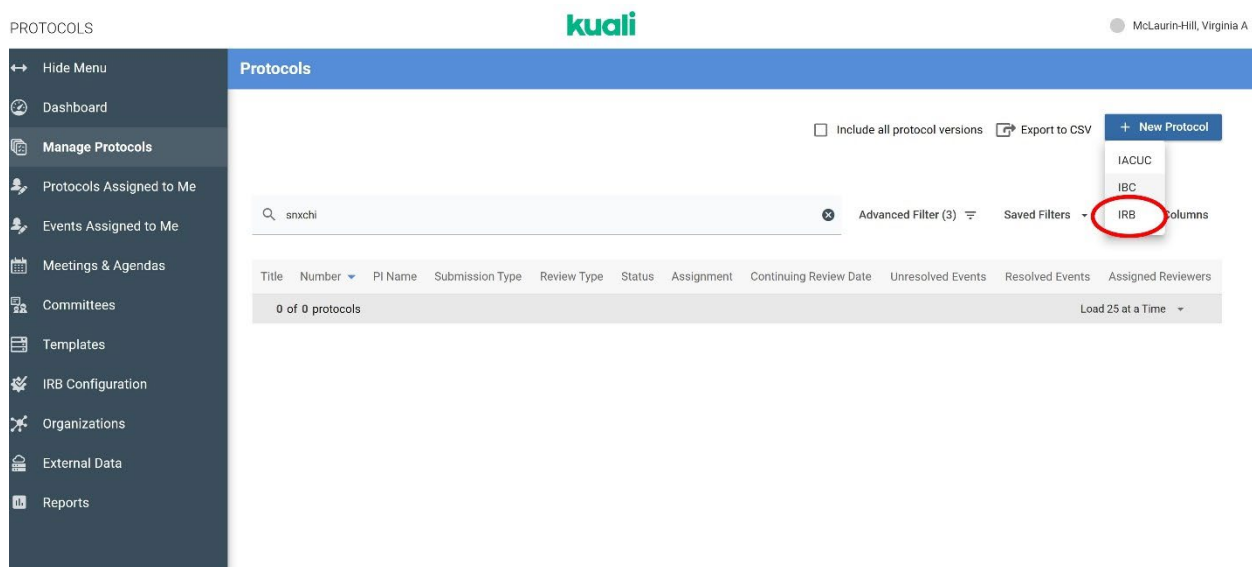 PROTOCOLS
kuali
McLaurin-Hill, Virginia A
Hide Menu
Protocols
Dashboard
Include all protocol versions Export to CSV + New Protocol
Manage Protocols
IACUC
Protocols Assigned to Me
IBC
Events Assigned to Me
snxchi Advanced Filter (3) Saved Filters IRB Columns
Meetings & Agendas
Title Number PI Name Submission Type Review Type Status Assignment Continuing Review Date Unresolved Events Resolved Events Assigned Reviewers
Committees
0 of 0 protocols Load 25 at a Time
Templates
IRB Configuration
Organizations
External Data
Reports